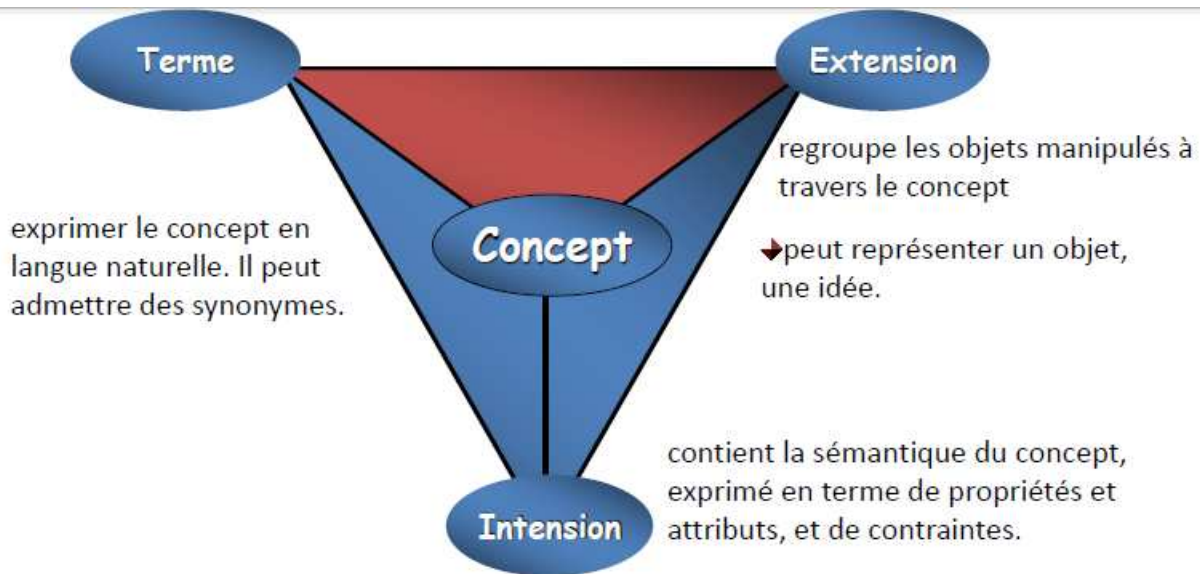 Terme
Extension
regroupe les objets manipulés à
travers le concept
exprimer le concept en
langue naturelle. Il peut
admettre des synonymes.
Concept
peut représenter un objet,
une idée.
contient la sémantique du concept,
exprimé en terme de propriétés et
attributs, et de contraintes.
Intension